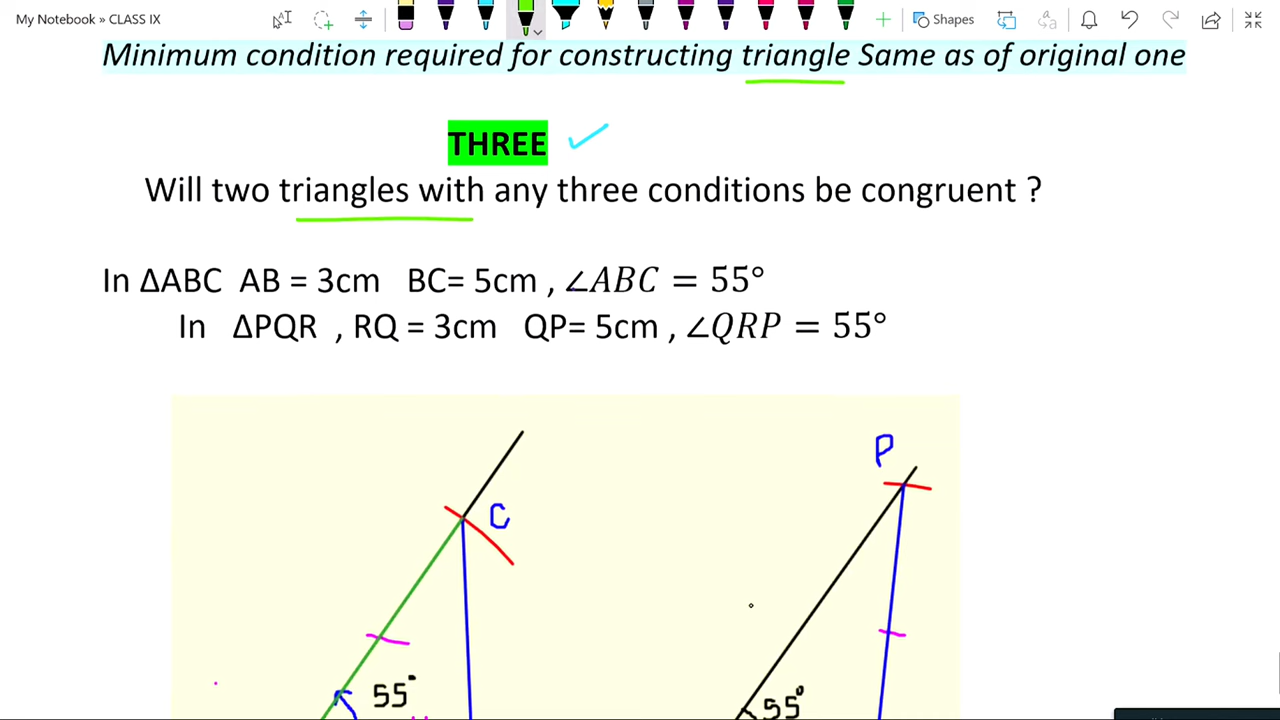 My Notebook » CLASS IX
Shapes
Minimum condition required for constructing triangle Same as of original one
THREE
Will two triangles with any three conditions be congruent ?
In ΔABC AB = 3cm BC= 5cm , ∠ABC = 55°
In ΔPQR , RQ = 3cm QP= 5cm , ∠QRP = 55°
P
C
55°
55°